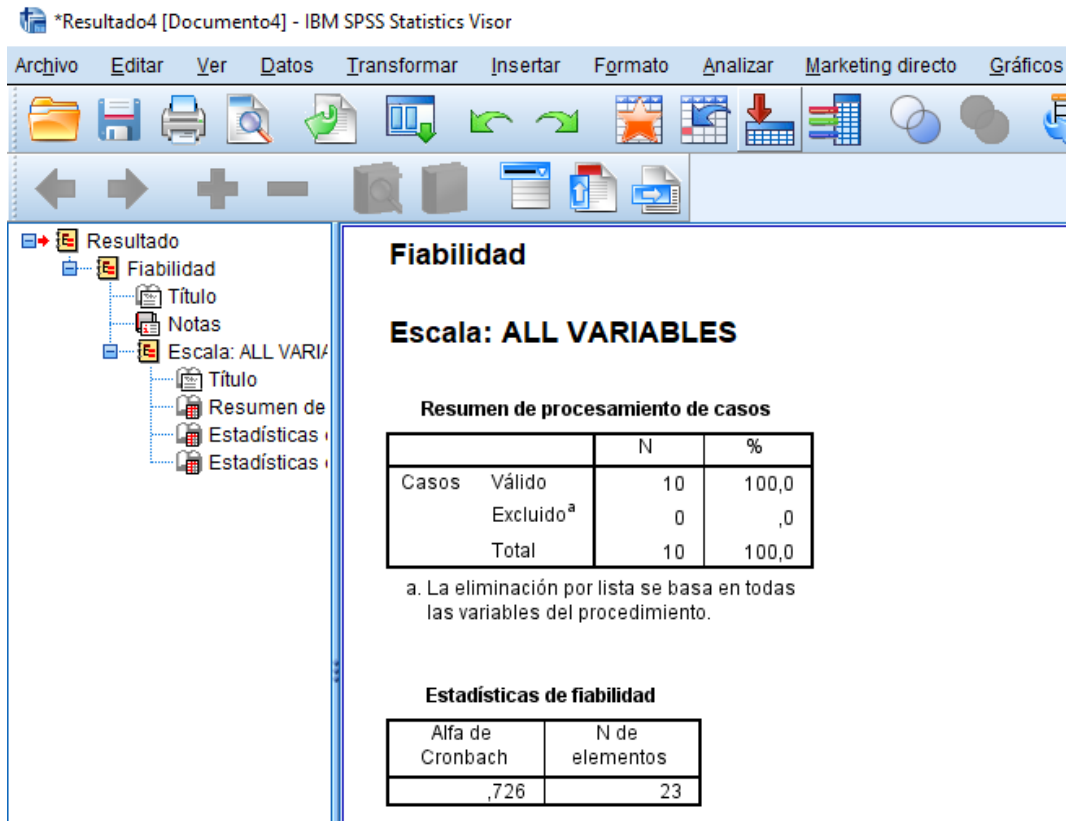 *Resultado4 [Documento4] - IBM SPSS Statistics Visor
Archivo Editar Ver Datos Transformar Insertar Formato Analizar Marketing directo Gráficos
Resultado
Fiabilidad
Título
Notas
Escala: ALL VARIA
Título
Resumen de
Estadísticas
Estadísticas
Fiabilidad
Escala: ALL VARIABLES
Resumen de procesamiento de casos
N %
Casos Válido 10 100,0
Excluidoª 0 ,0
Total 10 100,0
a. La eliminación por lista se basa en todas
las variables del procedimiento.
Estadísticas de fiabilidad
Alfa de N de
Cronbach elementos
,726 23